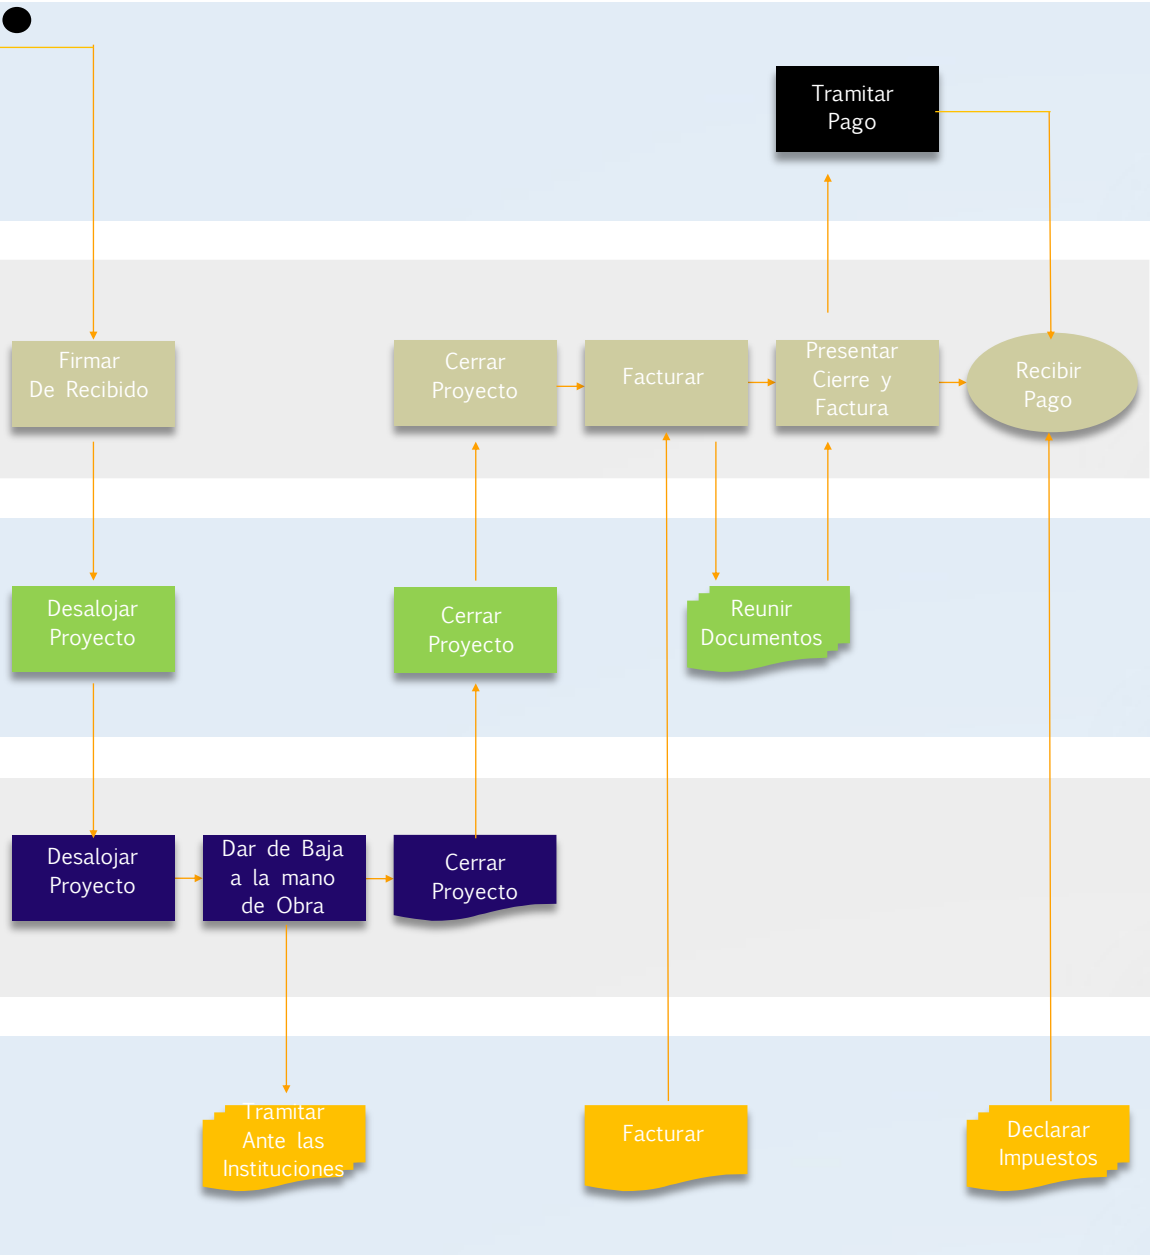 Tramitar
Pago
Firmar
De Recibido
Cerrar
Proyecto
Facturar
Presentar
Cierre y
Factura
Recibir
Pago
Desalojar
Proyecto
Cerrar
Proyecto
Reunir
Documentos
Desalojar
Proyecto
Dar de Baja
a la mano
de Obra
Cerrar
Proyecto
Tramitar
Ante las
Instituciones
Facturar
Declarar
Impuestos